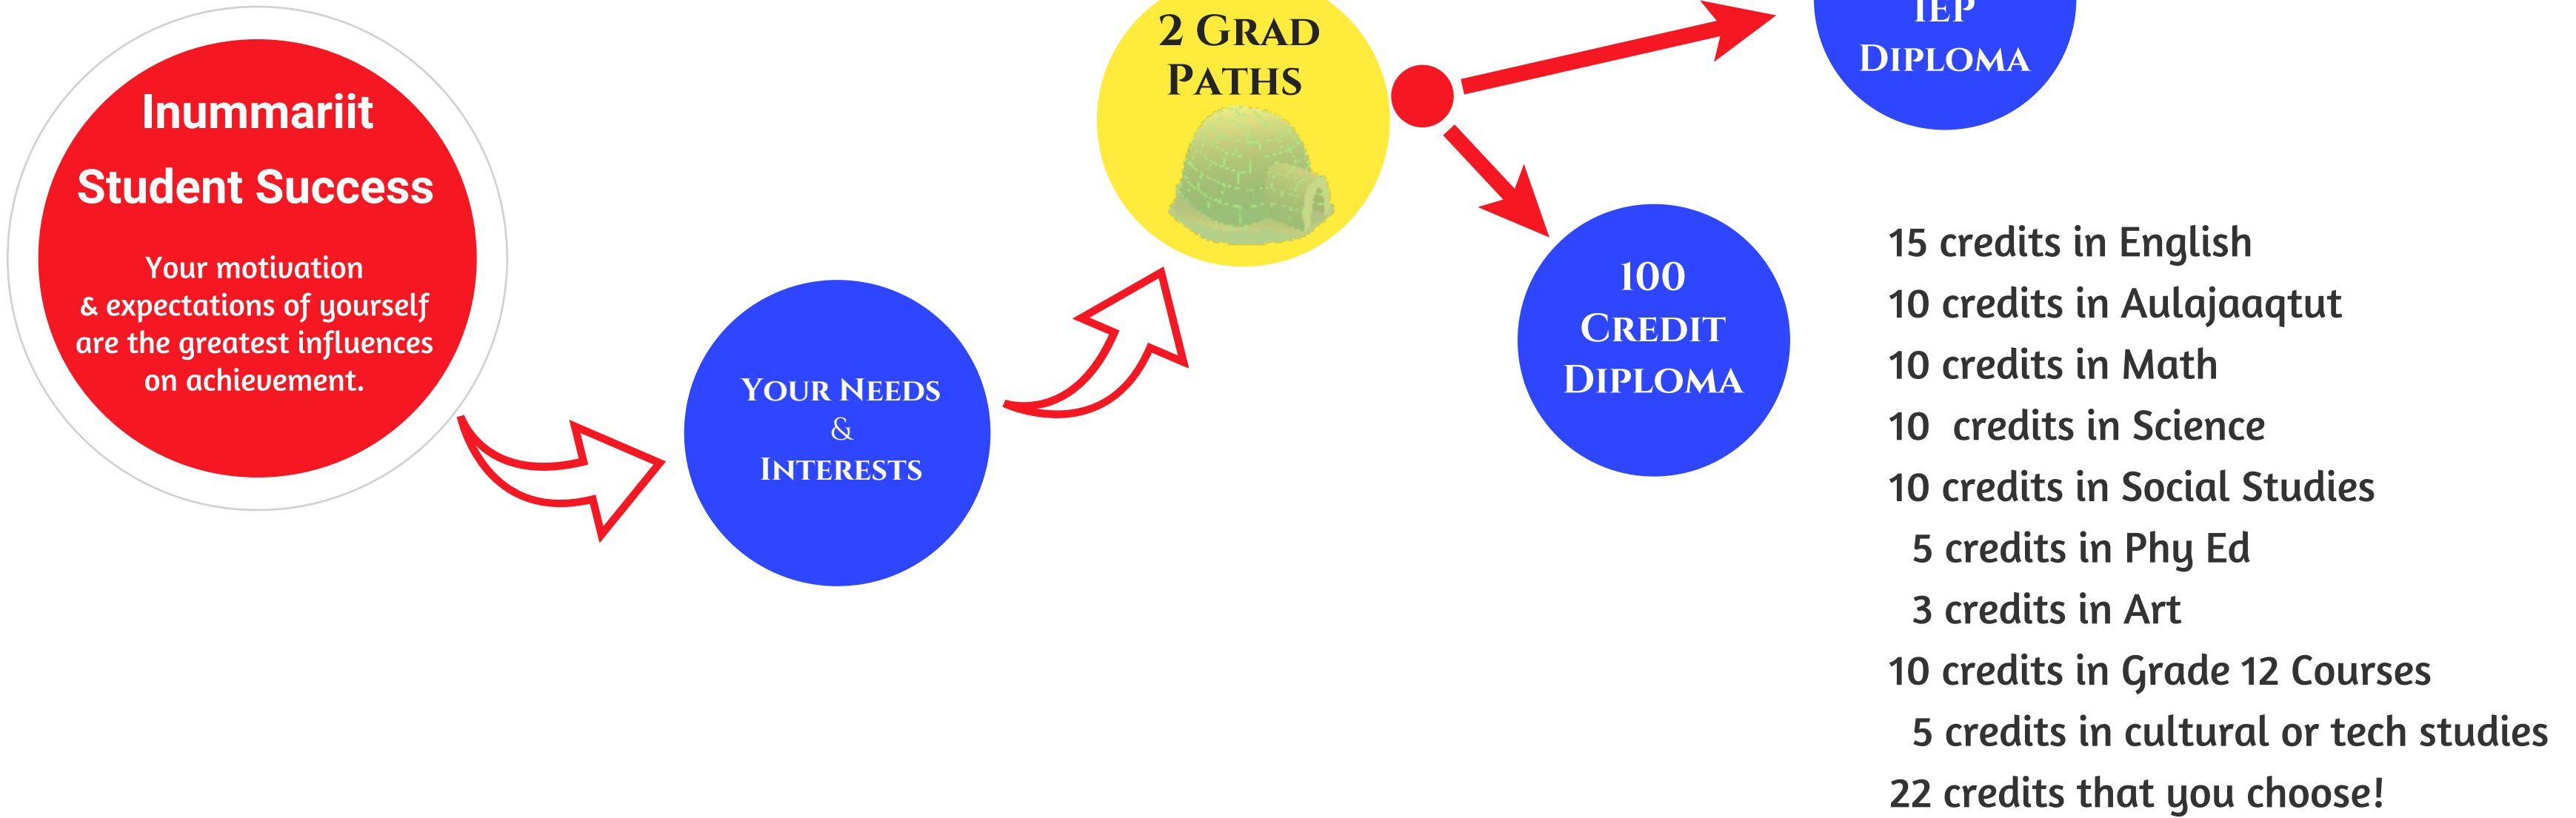 Inummariit
Student Success
Your motivation
& expectations of yourself
are the greatest influences
on achievement.
Your Needs
&
Interests
2 Grad
Paths
IEP
Diploma
100
Credit
Diploma
15 credits in English
10 credits in Aulajaaqtut
10 credits in Math
10  credits in Science
10 credits in Social Studies
5 credits in Phy Ed
3 credits in Art
10 credits in Grade 12 Courses
5 credits in cultural or tech studies
22 credits that you choose!